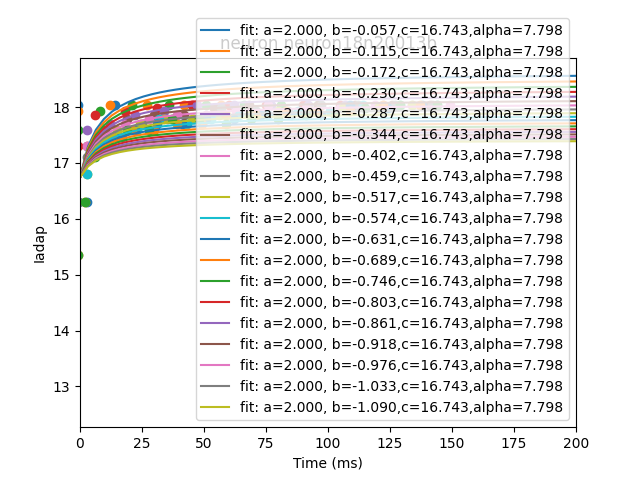 neuron neuron18n20013h
fit: a=2.000, b=-0.057,c=16.743,alpha=7.798
fit: a=2.000, b=-0.115,c=16.743,alpha=7.798
fit: a=2.000, b=-0.172,c=16.743,alpha=7.798
fit: a=2.000, b=-0.230,c=16.743,alpha=7.798
fit: a=2.000, b=-0.287,c=16.743,alpha=7.798
fit: a=2.000, b=-0.344,c=16.743,alpha=7.798
fit: a=2.000, b=-0.402,c=16.743,alpha=7.798
fit: a=2.000, b=-0.459,c=16.743,alpha=7.798
fit: a=2.000, b=-0.517,c=16.743,alpha=7.798
fit: a=2.000, b=-0.574,c=16.743,alpha=7.798
fit: a=2.000, b=-0.631,c=16.743,alpha=7.798
fit: a=2.000, b=-0.689,c=16.743,alpha=7.798
fit: a=2.000, b=-0.746,c=16.743,alpha=7.798
fit: a=2.000, b=-0.803,c=16.743,alpha=7.798
fit: a=2.000, b=-0.861,c=16.743,alpha=7.798
fit: a=2.000, b=-0.918,c=16.743,alpha=7.798
fit: a=2.000, b=-0.976,c=16.743,alpha=7.798
fit: a=2.000, b=-1.033,c=16.743,alpha=7.798
fit: a=2.000, b=-1.090,c=16.743,alpha=7.798
18
17
16
15
14
13
Iadap
0 25 50 75 100 125 150 175 200
Time (ms)